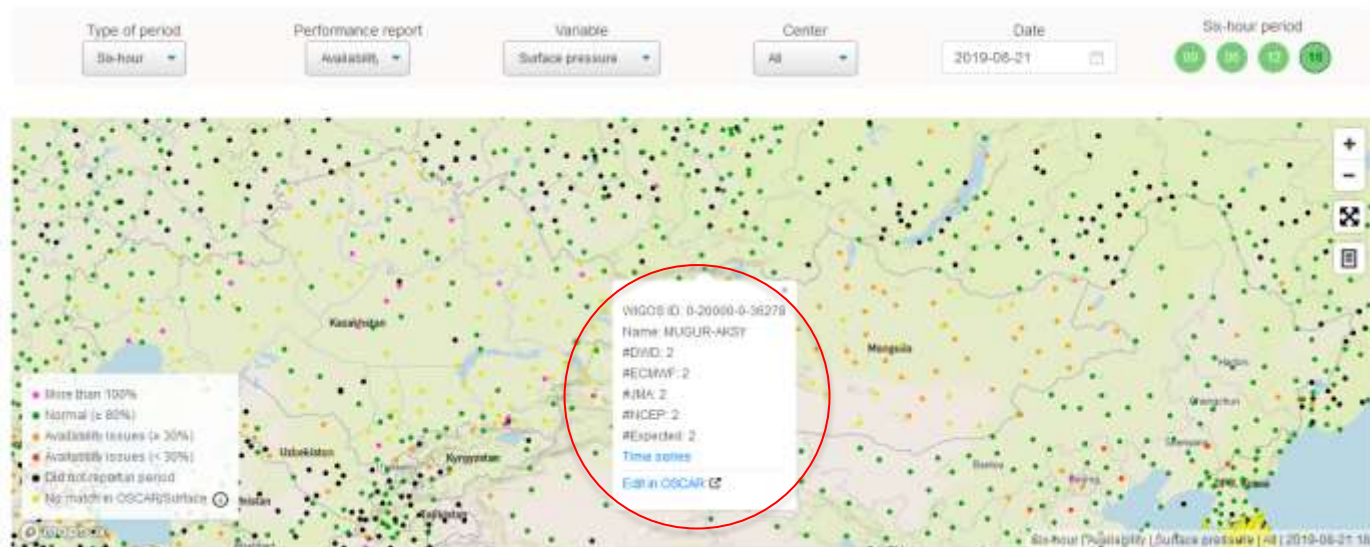 Type of period
Performance report
Variable
Center
Date
Six-hour period
Six-hour
Availability
Surface pressure
All
2019-06-21
00
06
12
18
+
−
WIGOS ID: 0-20000-0-36278
Name: MUGUR-AKSY
#DWD: 2
#ECMWF: 2
#JMA: 2
#NCEP: 2
#Expected: 2
Time series
Edit in OSCAR
Kazakhstan
Mongolia
Uzbekistan
Kyrgyzstan
Tajikistan
Harbin
Shenyang
Beijing
More than 100%
Normal (≥ 80%)
Availability issues (≥ 30%)
Availability issues (< 30%)
Did not report in period
No match in OSCAR/Surface
Six-hour | Availability | Surface pressure | All | 2019-06-21 18